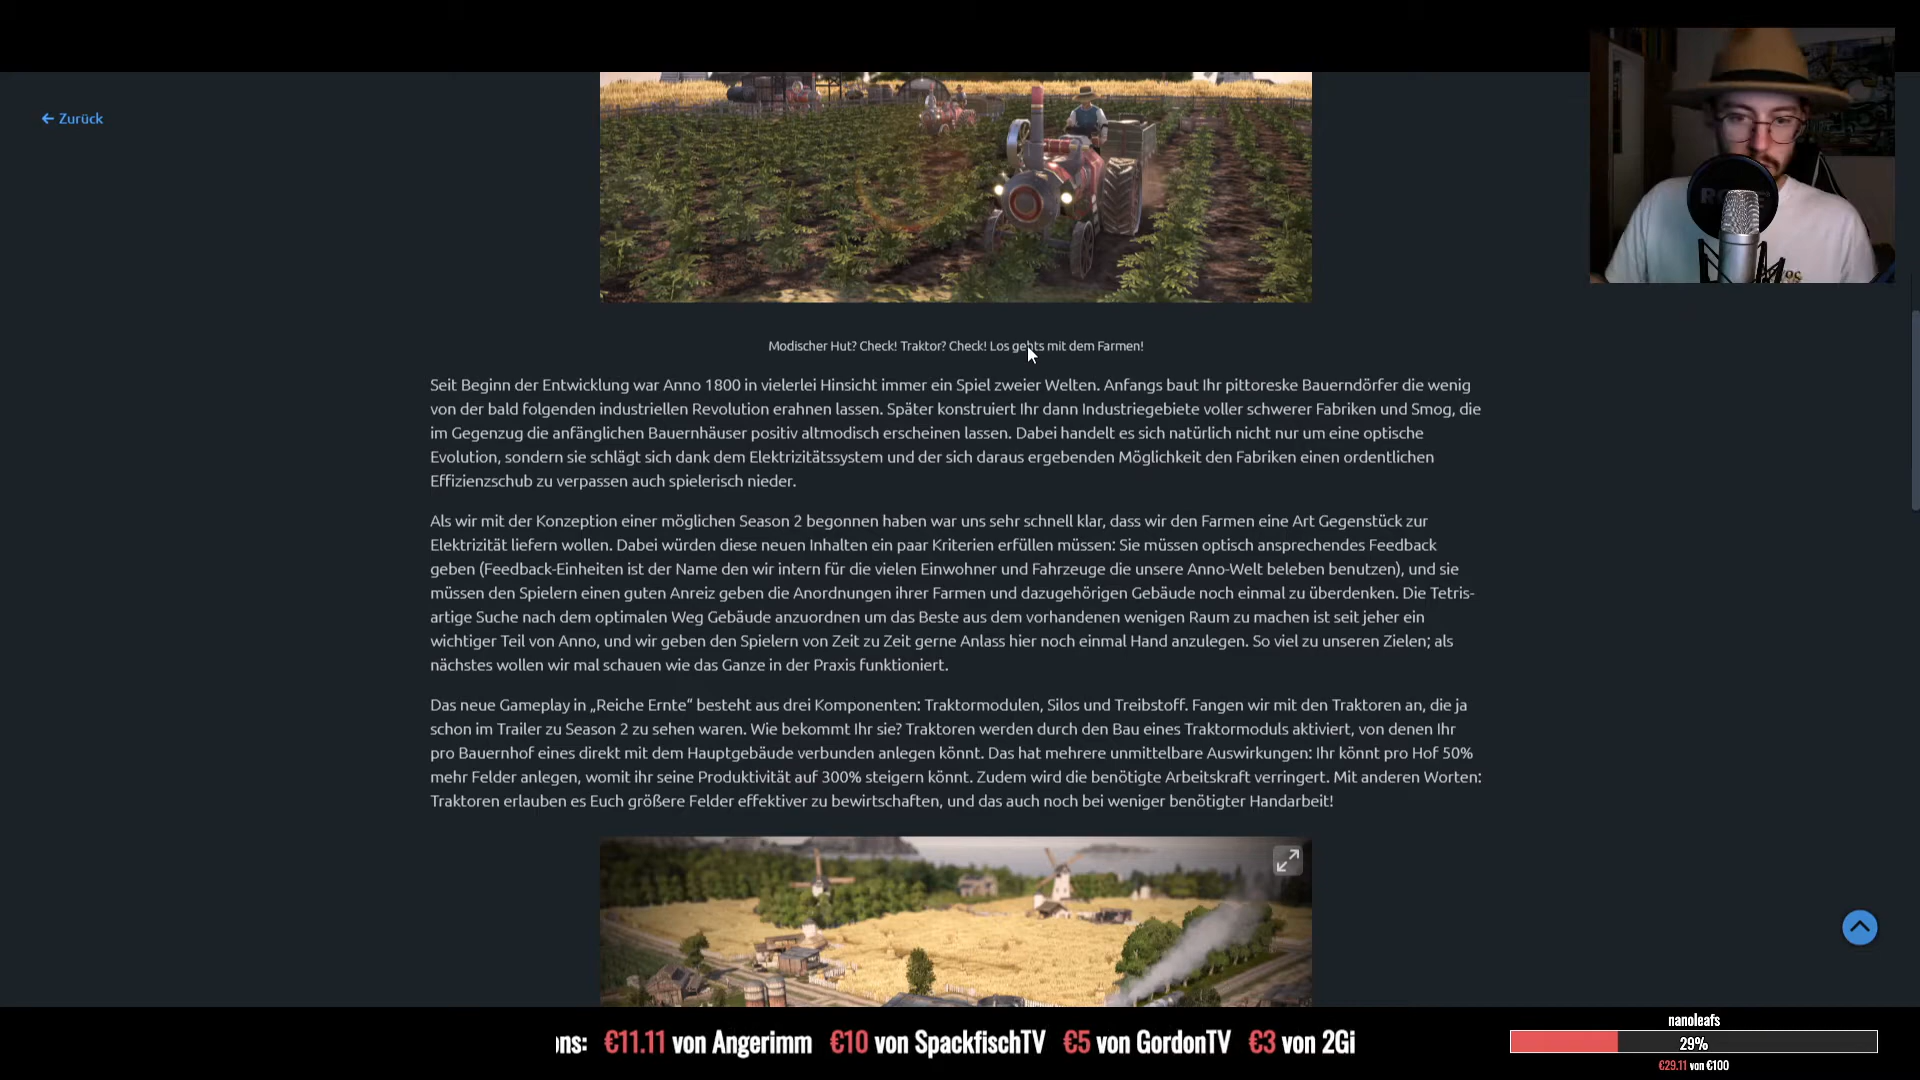 Zurück
Modischer Hut? Check! Traktor? Check! Los gehts mit dem Farmen!
Seit Beginn der Entwicklung war Anno 1800 in vielerlei Hinsicht immer ein Spiel zweier Welten. Anfangs baut Ihr pittoreske Bauerndörfer die wenig
von der bald folgenden industriellen Revolution erahnen lassen. Später konstruiert Ihr dann Industriegebiete voller schwerer Fabriken und Smog, die
im Gegenzug die anfänglichen Bauernhäuser positiv altmodisch erscheinen lassen. Dabei handelt es sich natürlich nicht nur um eine optische
Evolution, sondern sie schlägt sich dank dem Elektrizitätssystem und der sich daraus ergebenden Möglichkeit den Fabriken einen ordentlichen
Effizienzschub zu verpassen auch spielerisch nieder.
Als wir mit der Konzeption einer möglichen Season 2 begonnen haben war uns sehr schnell klar, dass wir den Farmen eine Art Gegenstück zur
Elektrizität liefern wollen. Dabei würden diese neuen Inhalten ein paar Kriterien erfüllen müssen: Sie müssen optisch ansprechendes Feedback
geben (Feedback-Einheiten ist der Name den wir intern für die vielen Einwohner und Fahrzeuge die unsere Anno-Welt beleben benutzen), und sie
müssen den Spielern einen guten Anreiz geben die Anordnungen ihrer Farmen und dazugehörigen Gebäude noch einmal zu überdenken. Die Tetris-
artige Suche nach dem optimalen Weg Gebäude anzuordnen um das Beste aus dem vorhandenen wenigen Raum zu machen ist seit jeher ein
wichtiger Teil von Anno, und wir geben den Spielern von Zeit zu Zeit gerne Anlass hier noch einmal Hand anzulegen. So viel zu unseren Zielen; als
nächstes wollen wir mal schauen wie das Ganze in der Praxis funktioniert.
Das neue Gameplay in „Reiche Ernte“ besteht aus drei Komponenten: Traktormodulen, Silos und Treibstoff. Fangen wir mit den Traktoren an, die ja
schon im Trailer zu Season 2 zu sehen waren. Wie bekommt Ihr sie? Traktoren werden durch den Bau eines Traktormoduls aktiviert, von denen Ihr
pro Bauernhof eines direkt mit dem Hauptgebäude verbunden anlegen könnt. Das hat mehrere unmittelbare Auswirkungen: Ihr könnt pro Hof 50%
mehr Felder anlegen, womit ihr seine Produktivität auf 300% steigern könnt. Zudem wird die benötigte Arbeitskraft verringert. Mit anderen Worten:
Traktoren erlauben es Euch größere Felder effektiver zu bewirtschaften, und das auch noch bei weniger benötigter Handarbeit!
ns: €11.11 von Angerimm €10 von SpackfischTV €5 von GordonTV €3 von 2Gi
nanoleafs
29%
€29.11 von €100